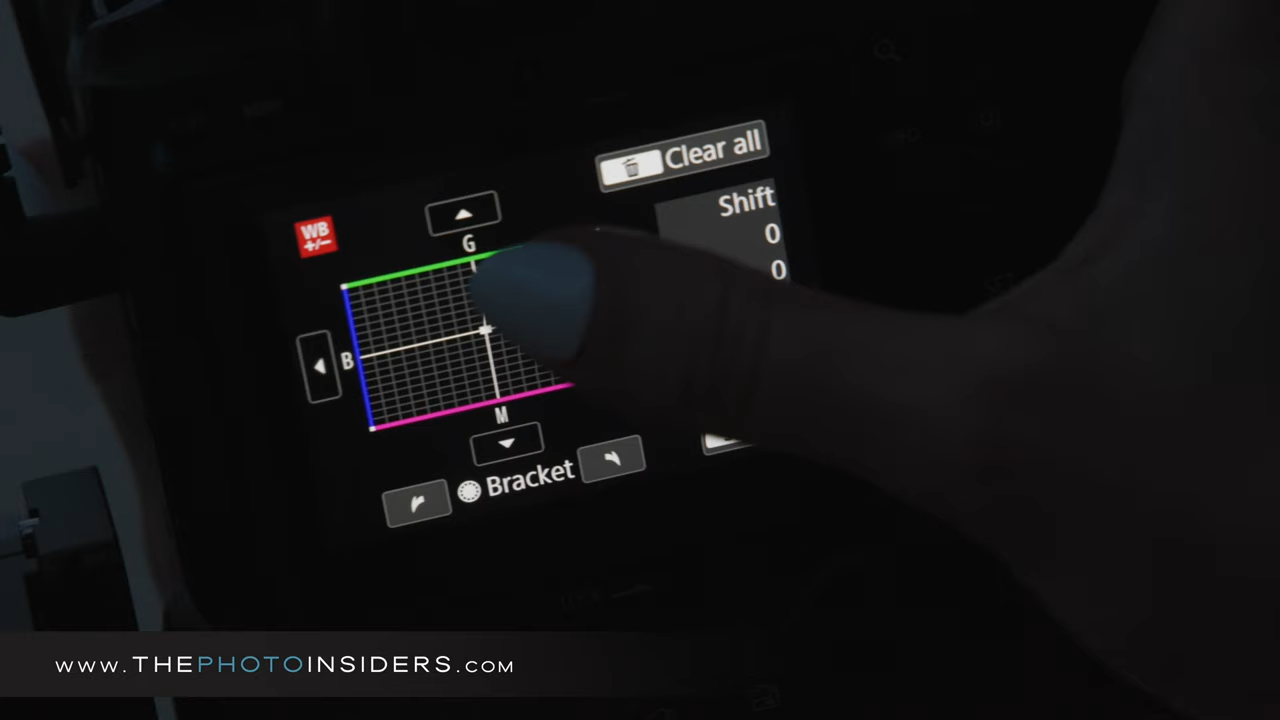 Clear all
WB
+/−
Shift
G
0
0
B
M
Bracket
www.THEPHOTOINSIDERS.com